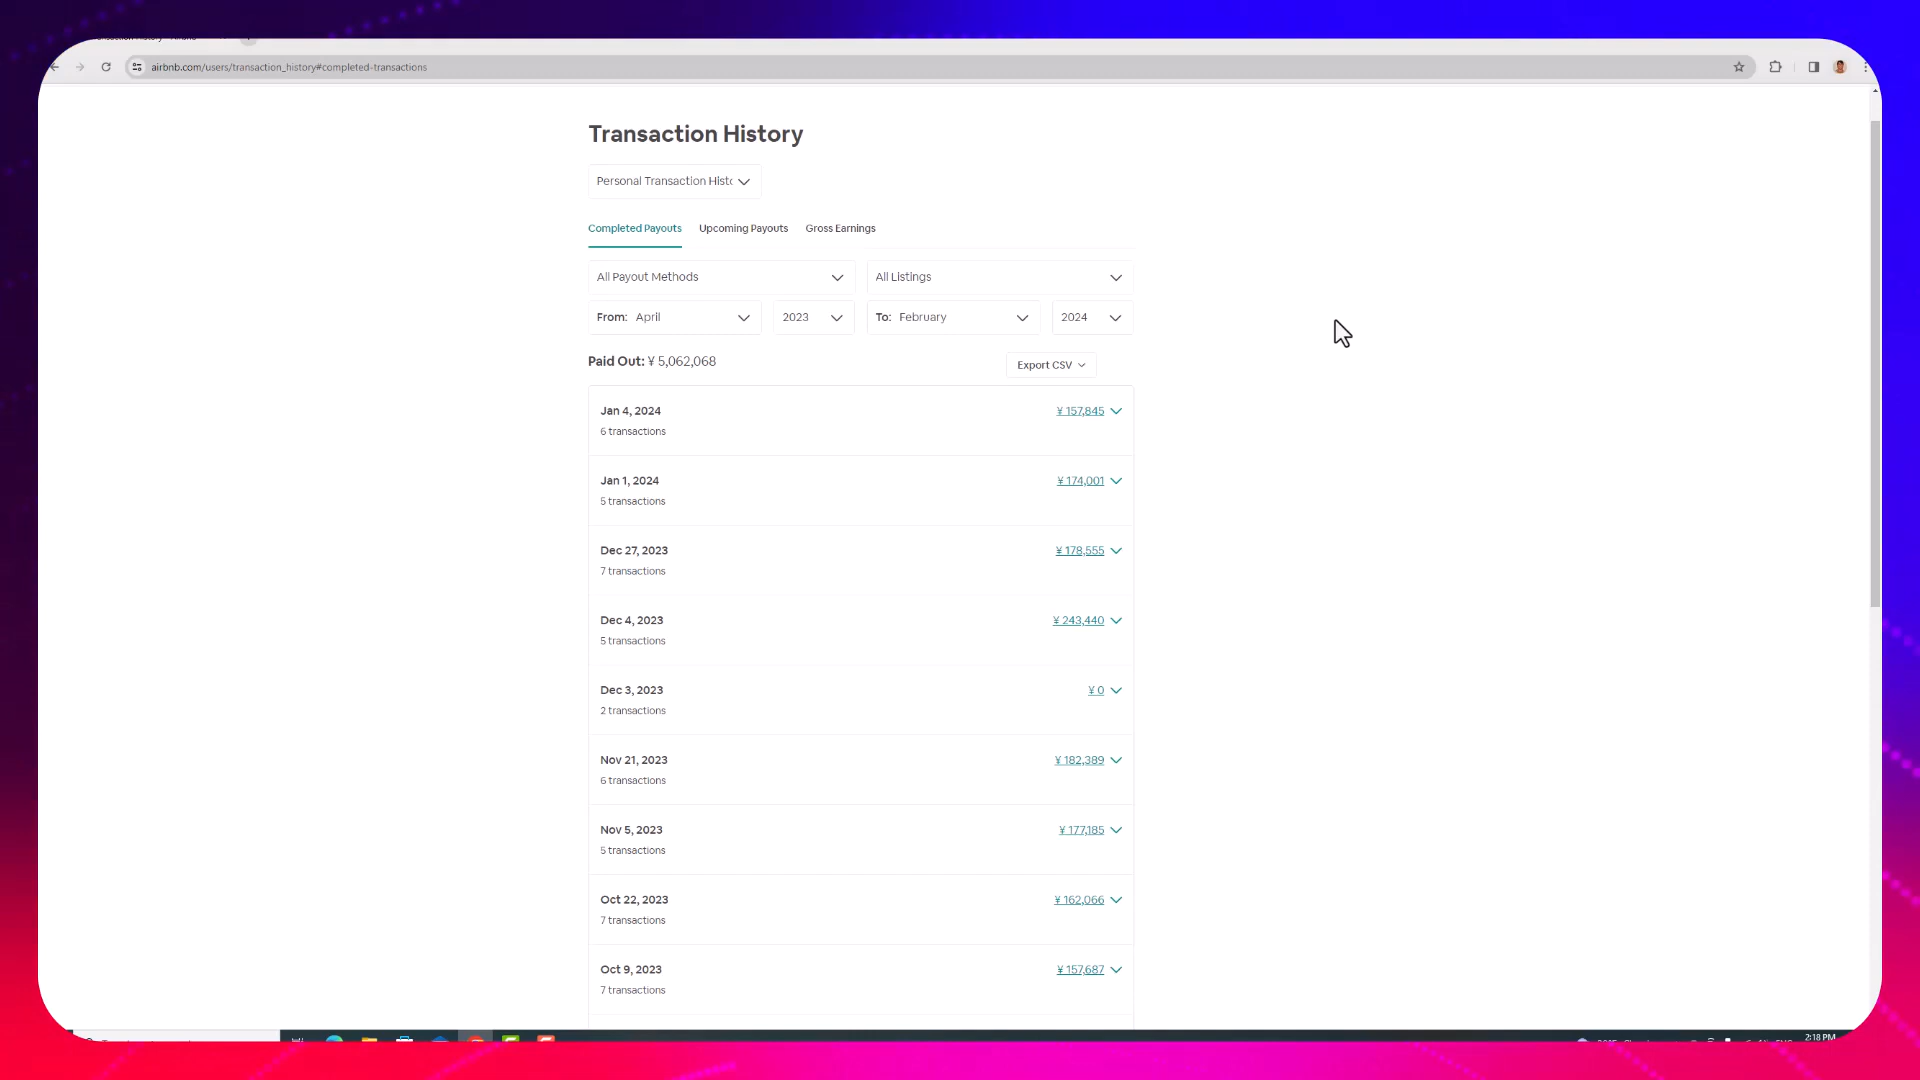 airbnb.com/users/transaction_history#completed-transactions
Transaction History
Personal Transaction Histo
Completed Payouts Upcoming Payouts Gross Earnings
All Payout Methods All Listings
From: April 2023 To: February 2024
Paid Out: ¥ 5,062,068 Export CSV
Jan 4, 2024 ¥ 157,845
6 transactions
Jan 1, 2024 ¥ 174,001
5 transactions
Dec 27, 2023 ¥ 178,555
7 transactions
Dec 4, 2023 ¥ 243,440
5 transactions
Dec 3, 2023 ¥ 0
2 transactions
Nov 21, 2023 ¥ 182,389
6 transactions
Nov 5, 2023 ¥ 177,185
5 transactions
Oct 22, 2023 ¥ 162,066
7 transactions
Oct 9, 2023 ¥ 157,687
7 transactions
2:18 PM